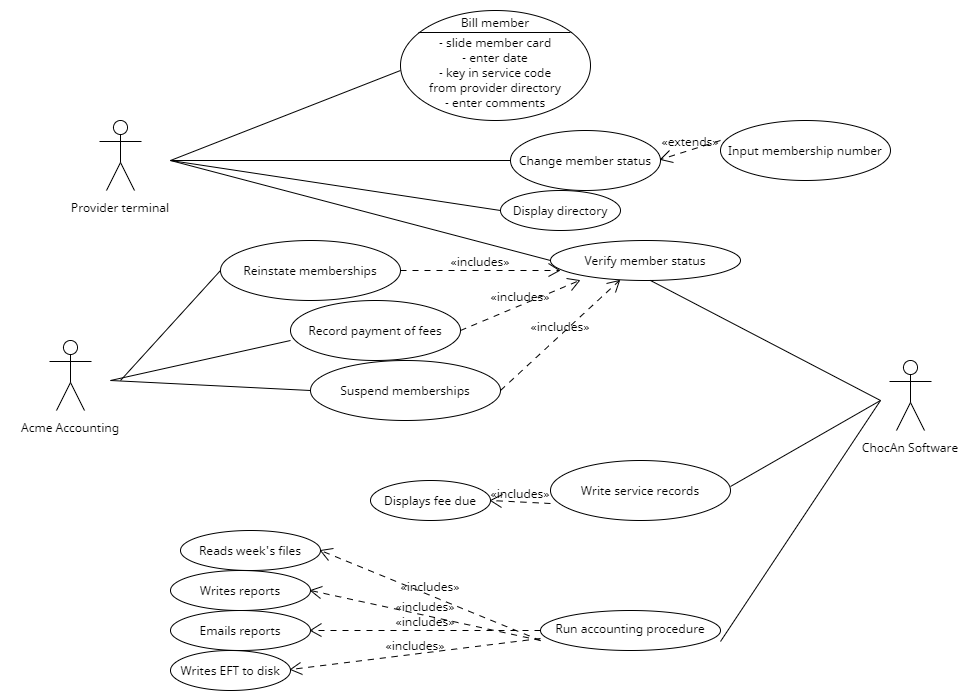 Bill member
- slide member card
- enter date
- key in service code
from provider directory
- enter comments
«extends»
Change member status
Input membership number
Provider terminal
Display directory
Reinstate memberships
«includes»
Verify member status
«includes»
Record payment of fees
«includes»
Suspend memberships
Acme Accounting
ChocAn Software
Displays fee due
«includes»
Write service records
Reads week's files
«includes»
Writes reports
«includes»
«includes»
Emails reports
Run accounting procedure
«includes»
Writes EFT to disk